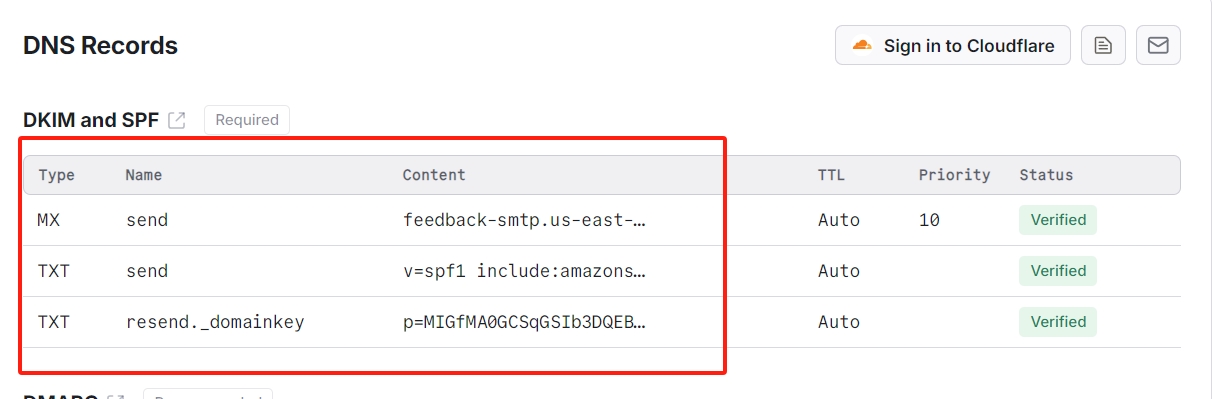 DNS Records
Sign in to Cloudflare
DKIM and SPF Required
Type Name Content TTL Priority Status
MX send feedback-smtp.us-east-… Auto 10 Verified
TXT send v=spf1 include:amazons… Auto Verified
TXT resend._domainkey p=MIGfMA0GCSqGSIb3DQEB… Auto Verified
DMARC